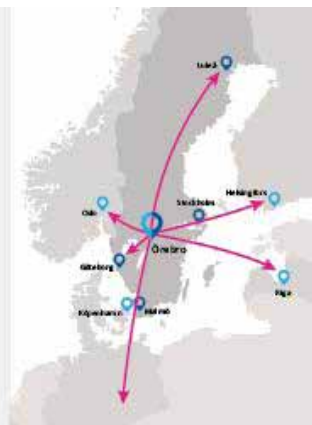 Luleå
Helsingfors
Stockholm
Oslo
Örebro
Göteborg
Riga
Köpenhamn
Malmö